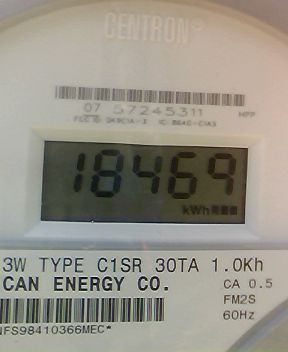 CENTRON®
07 57245311
18469
kWh
3W TYPE C1SR 30TA 1.0Kh
CAN ENERGY CO.
CA 0.5
FM2S
60Hz
NFS98410366MEC*